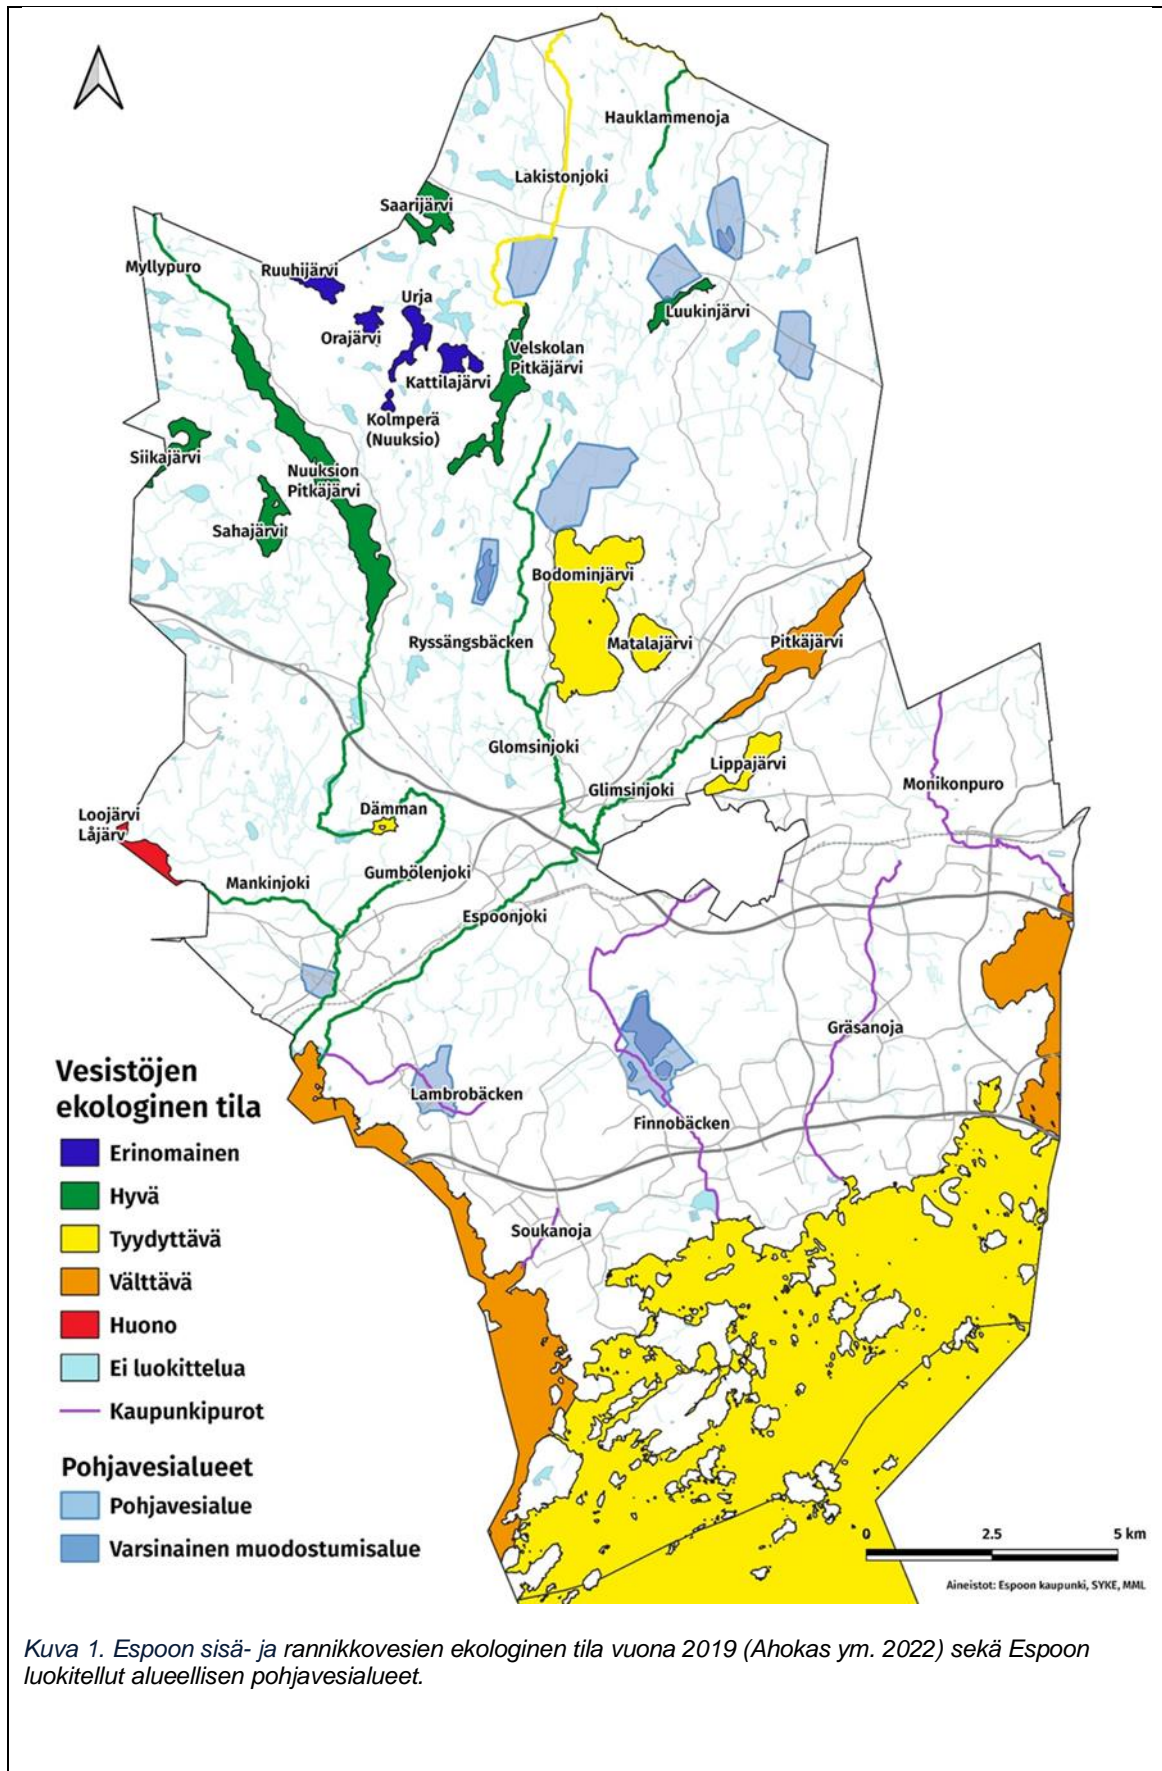 Hauklammenoja
Lakistonjoki
Saarijärvi
Myllypuro
Ruuhijärvi
Urja
Orajärvi
Luukinjärvi
Velskolan
Pitkäjärvi
Kattilajärvi
Kolmperä
(Nuuksio)
Siikajärvi
Nuuksion
Pitkäjärvi
Sahajärvi
Bodominjärvi
Ryssängsbäcken
Matalajärvi
Pitkäjärvi
Glomsinjoki
Lippajärvi
Glimsinjoki
Monikonpuro
Loojärvi
Låjärv
Dämman
Gumbölenjoki
Mankinjoki
Espoonjoki
Gräsanoja
Lambrobäcken
Finnobäcken
Soukanoja
Vesistöjen
ekologinen tila
Erinomainen
Hyvä
Tyydyttävä
Välttävä
Huono
Ei luokittelua
Kaupunkipurot
Pohjavesialueet
Pohjavesialue
Varsinainen muodostumisalue
0 2.5 5 km
Aineistot: Espoon kaupunki, SYKE, MML
Kuva 1. Espoon sisä- ja rannikkovesien ekologinen tila vuona 2019 (Ahokas ym. 2022) sekä Espoon
luokitellut alueellisen pohjavesialueet.